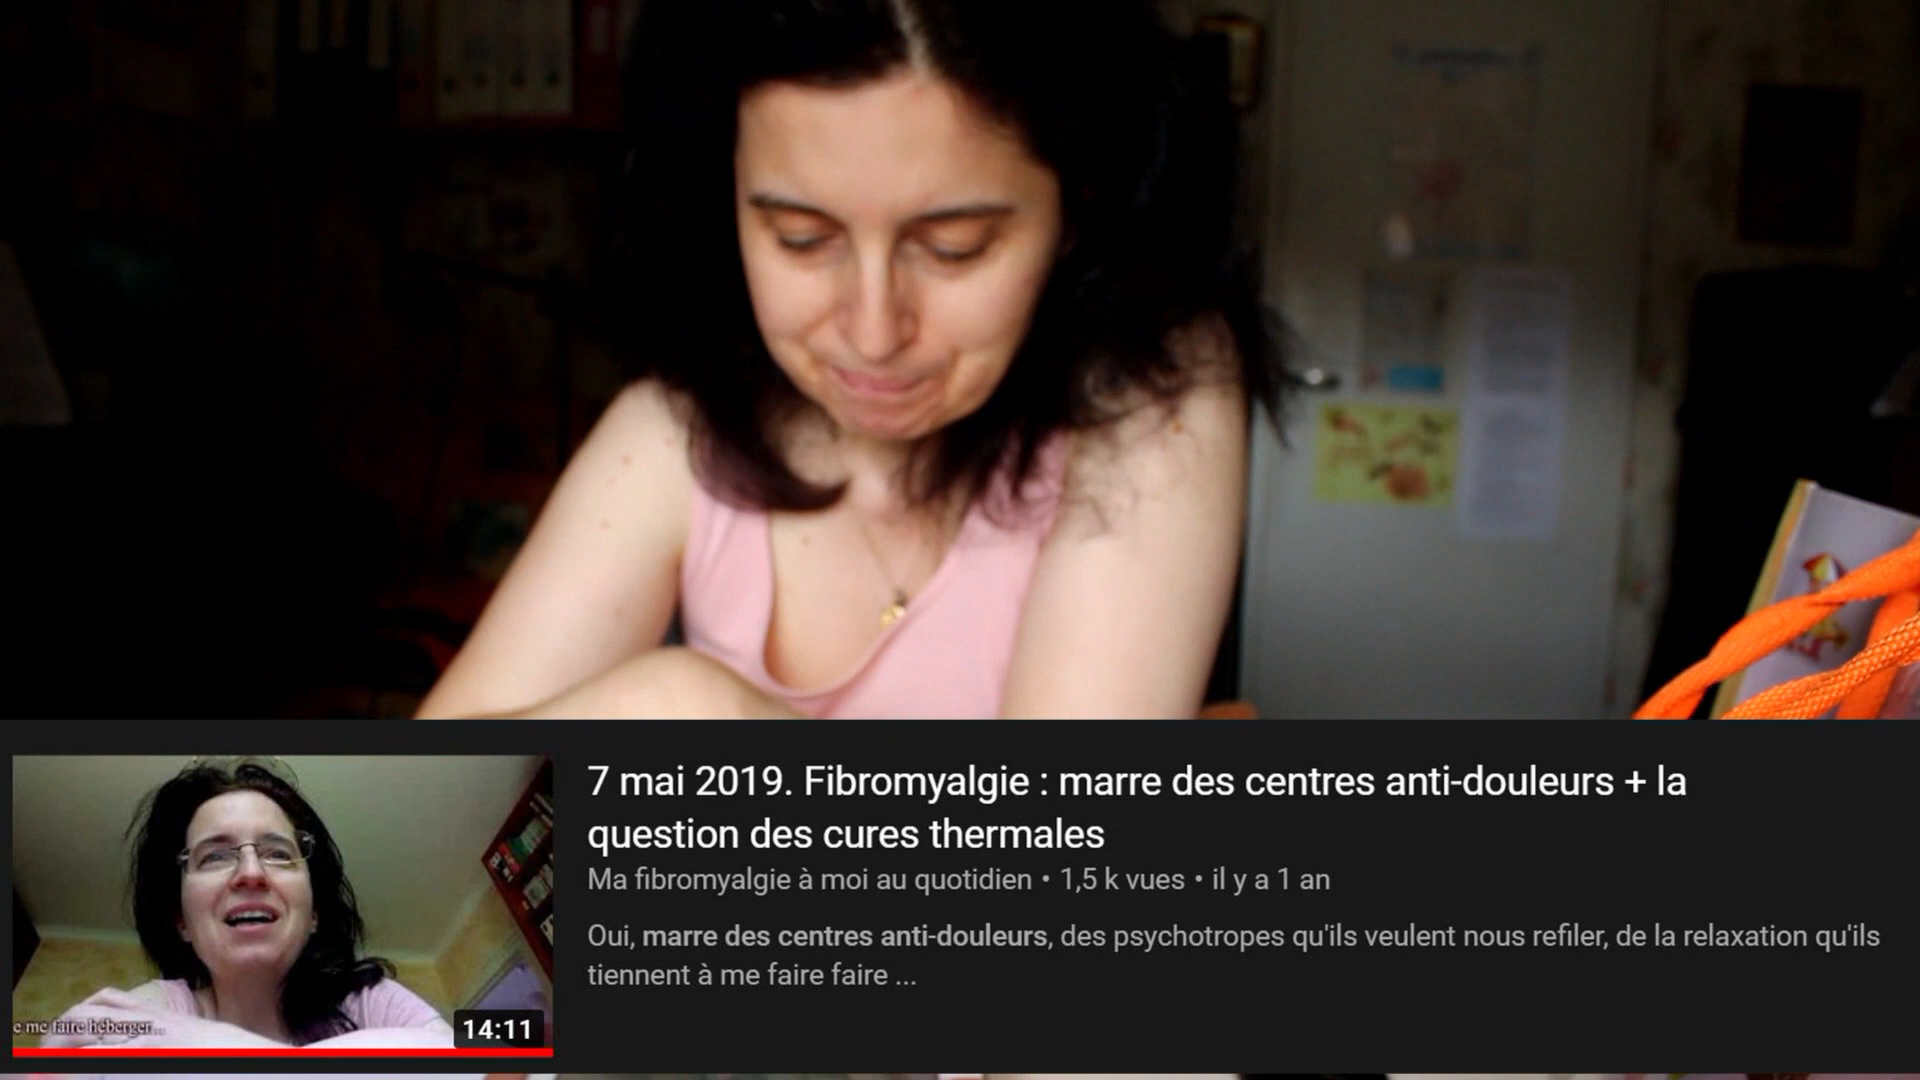 7 mai 2019. Fibromyalgie : marre des centres anti-douleurs + la
question des cures thermales
Ma fibromyalgie à moi au quotidien • 1,5 k vues • il y a 1 an
Oui, marre des centres anti-douleurs, des psychotropes qu'ils veulent nous refiler, de la relaxation qu'ils
tiennent à me faire faire ...
e me faire héberger...
14:11